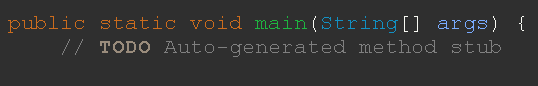 public static void main(String[] args) {
    // TODO Auto-generated method stub